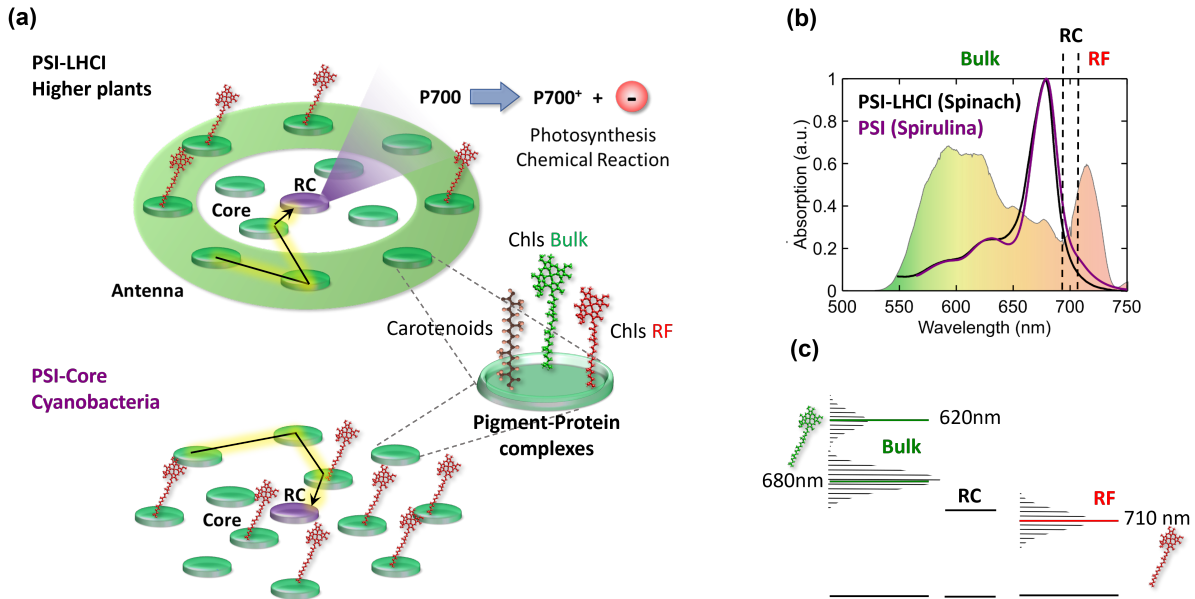 (a)
PSI-LHCI
Higher plants
P700
P700+ +
-
Photosynthesis
Chemical Reaction
RC
Core
Antenna
Chls Bulk
Carotenoids
Chls RF
Pigment-Protein
complexes
PSI-Core
Cyanobacteria
RC
Core
(b)
RC
Bulk
RF
PSI-LHCI (Spinach)
PSI (Spirulina)
Absorption (a.u.)
1
0.8
0.6
0.4
0.2
0
500
550
600
650
700
750
Wavelength (nm)
(c)
620nm
Bulk
680nm
RC
RF
710 nm